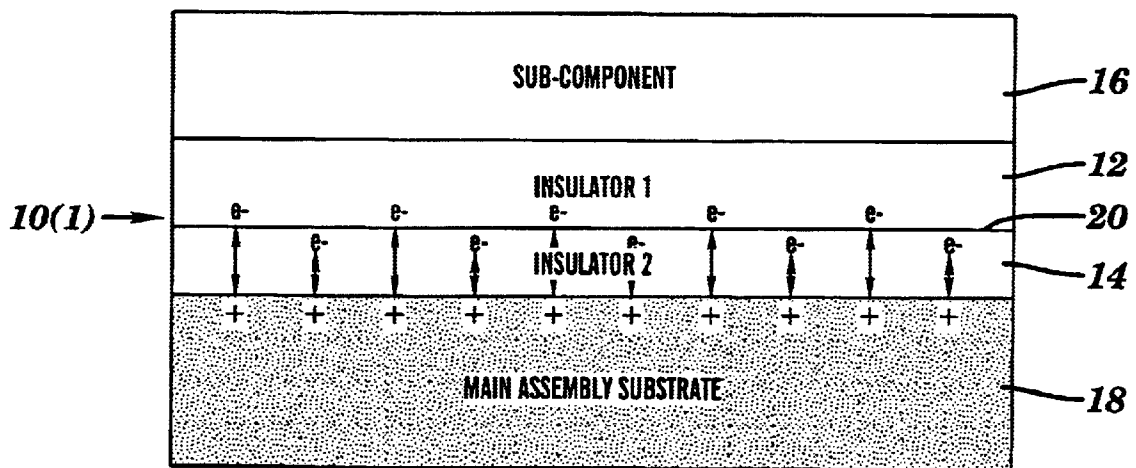 SUB-COMPONENT
16
12
INSULATOR 1
10(1)
e- e- e- e- e-
20
e- e- e- e- e-
INSULATOR 2
14
+ + + + + + + + + +
MAIN ASSEMBLY SUBSTRATE
18